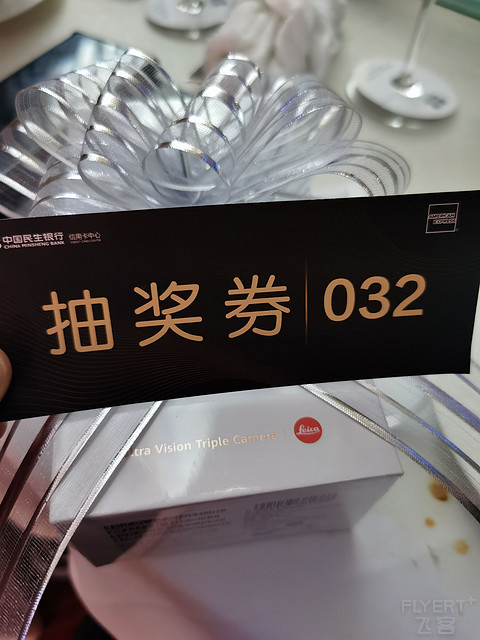 中国民生银行 信用卡中心
CHINA MINSHENG BANK
AMERICAN EXPRESS
抽奖券 032
tra Vision Triple Camera
Leica
FLYERT+
飞客